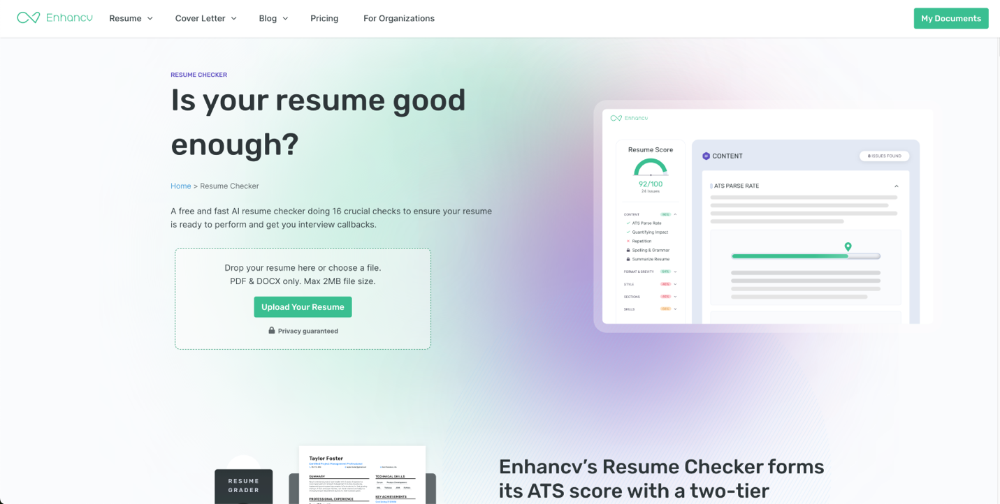 Enhancv
Resume
Cover Letter
Blog
Pricing
For Organizations
My Documents
RESUME CHECKER
Is your resume good
enough?
Home > Resume Checker
A free and fast AI resume checker doing 16 crucial checks to ensure your resume
is ready to perform and get you interview callbacks.
Drop your resume here or choose a file.
PDF & DOCX only. Max 2MB file size.
Upload Your Resume
Privacy guaranteed
Enhancv
Resume Score
92/100
24 Issues
CONTENT
ATS Parse Rate
Quantifying Impact
Repetition
Spelling & Grammar
Summarize Resume
FORMAT & BREVITY
STYLE
SECTIONS
SKILLS
CONTENT
8 ISSUES FOUND
ATS PARSE RATE
RESUME
GRADER
Taylor Foster
Certified Project Management Professional
SUMMARY
TECHNICAL SKILLS
KEY ACHIEVEMENTS
PROFESSIONAL EXPERIENCE
Enhancv's Resume Checker forms
its ATS score with a two-tier